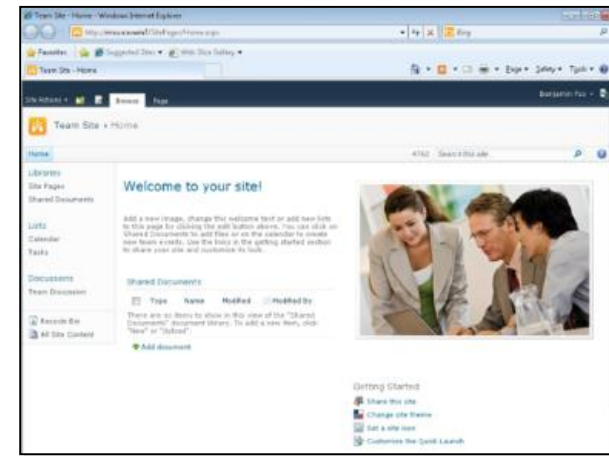 Team Site - Home - Windows Internet Explorer
Bing
Favorites Suggested Sites Web Slice Gallery
Team Site - Home
Page Safety Tools
Site Actions Browse Page
Team Site Home
Home
Search this site...
Libraries
Site Pages
Shared Documents
Lists
Calendar
Tasks
Discussions
Team Discussion
Recycle Bin
All Site Content
Welcome to your site!
Add a new image, change this welcome text or add new lists
to this page by clicking the edit button above. You can click on
Shared Documents to add files or on the calendar to create
new team events. Use the links in the getting started section
to share your site and customize its look.
Shared Documents
Type Name Modified Modified By
There are no items to show in this view of the "Shared
Documents" document library. To add a new item, click
"New" or "Upload".
Add document
Getting Started
Share this site
Change site theme
Set a site icon
Customize the Quick Launch